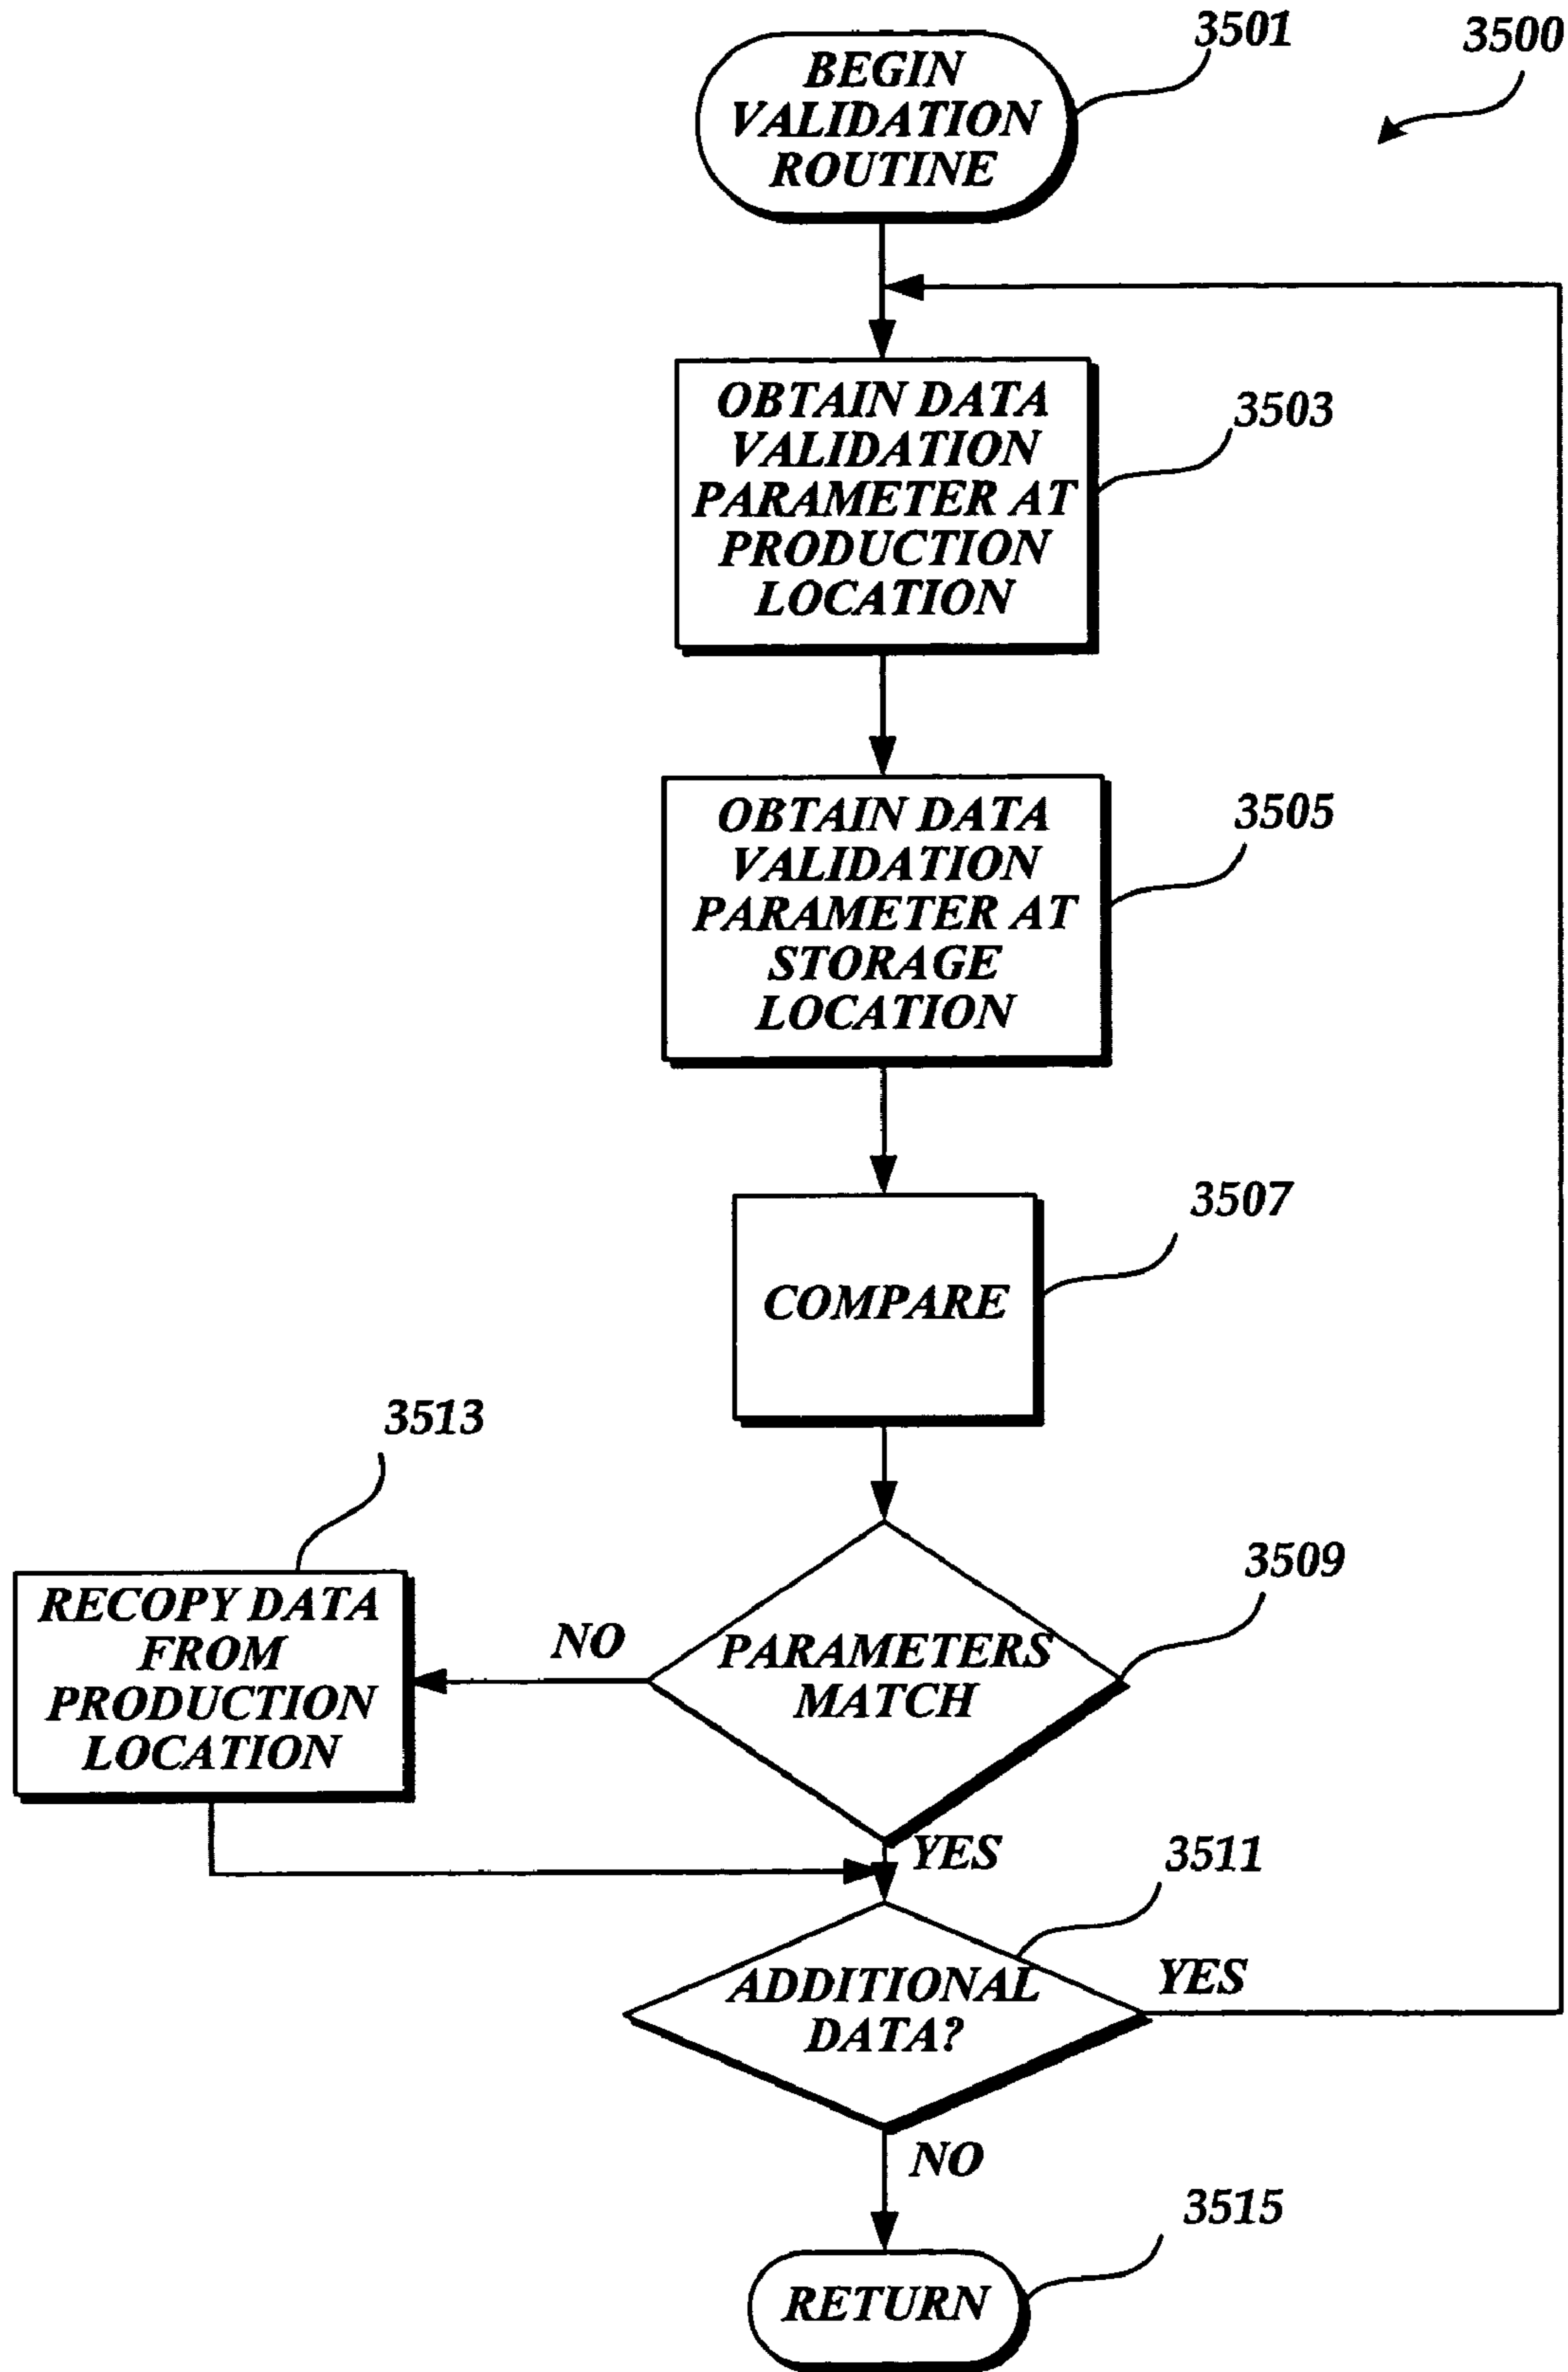 3501
3500
BEGIN
VALIDATION
ROUTINE
OBTAIN DATA
VALIDATION
PARAMETER AT
PRODUCTION
LOCATION
3503
OBTAIN DATA
VALIDATION
PARAMETER AT
STORAGE
LOCATION
3505
3507
COMPARE
3513
3509
RECOPY DATA
FROM
PRODUCTION
LOCATION
NO
PARAMETERS
MATCH
YES
3511
ADDITIONAL
DATA?
YES
NO
3515
RETURN